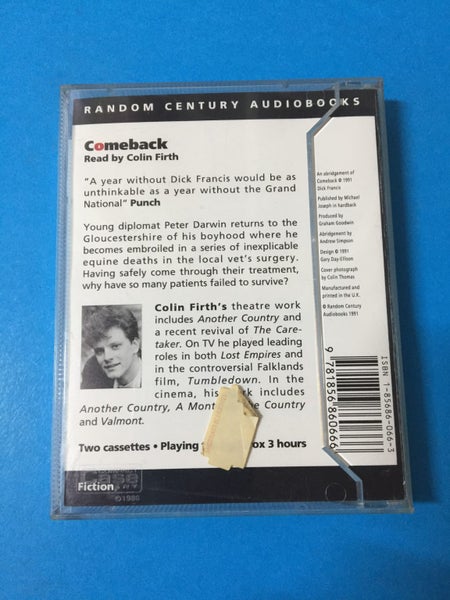 RANDOM CENTURY AUDIOBOOKS
Comeback
Read by Colin Firth
"A year without Dick Francis would be as
unthinkable as a year without the Grand
National" Punch
Young diplomat Peter Darwin returns to the
Gloucestershire of his boyhood where he
becomes embroiled in a series of inexplicable
equine deaths in the local vet's surgery.
Having safely come through their treatment,
why have so many patients failed to survive?
Colin Firth's theatre work
includes Another Country and
a recent revival of The Care-
taker. On TV he played leading
roles in both Lost Empires and
in the controversial Falklands
film, Tumbledown. In the
cinema, his includes
Another Country, A Mont Country
and Valmont.
Two cassettes • Playing 3 hours
Fiction
©1986
An abridgement of
Comeback © 1991
Dick Francis
Published by Michael
Joseph in hardback
Produced by
Graham Goodwin
Abridgement by
Andrew Simpson
Design © 1991
Gary Day-Ellison
Cover photograph
by Colin Thomas
Manufactured and
printed in the U.K.
© Random Century
Audiobooks 1991
ISBN 1-85686-066-3
9 781856 860666